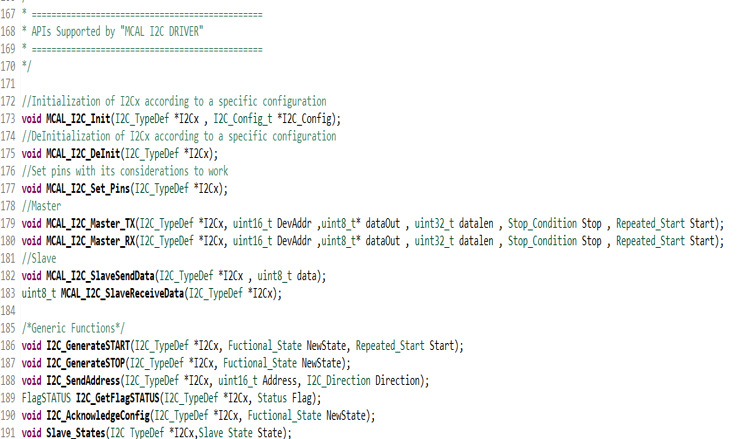 167 * ===============================================
168 * APIs Supported by "MCAL I2C DRIVER"
169 * ===============================================
170 */
171
172 //Initialization of I2Cx according to a specific configuration
173 void MCAL_I2C_Init(I2C_TypeDef *I2Cx , I2C_Config_t *I2C_Config);
174 //DeInitialization of I2Cx according to a specific configuration
175 void MCAL_I2C_DeInit(I2C_TypeDef *I2Cx);
176 //Set pins with its considerations to work
177 void MCAL_I2C_Set_Pins(I2C_TypeDef *I2Cx);
178 //Master
179 void MCAL_I2C_Master_TX(I2C_TypeDef *I2Cx, uint16_t DevAddr ,uint8_t* dataOut , uint32_t datalen , Stop_Condition Stop , Repeated_Start Start);
180 void MCAL_I2C_Master_RX(I2C_TypeDef *I2Cx, uint16_t DevAddr ,uint8_t* dataOut , uint32_t datalen , Stop_Condition Stop , Repeated_Start Start);
181 //Slave
182 void MCAL_I2C_SlaveSendData(I2C_TypeDef *I2Cx , uint8_t data);
183 uint8_t MCAL_I2C_SlaveReceiveData(I2C_TypeDef *I2Cx);
184
185 /*Generic Functions*/
186 void I2C_GenerateSTART(I2C_TypeDef *I2Cx, Fuctional_State NewState, Repeated_Start Start);
187 void I2C_GenerateSTOP(I2C_TypeDef *I2Cx, Fuctional_State NewState);
188 void I2C_SendAddress(I2C_TypeDef *I2Cx, uint16_t Address, I2C_Direction Direction);
189 FlagSTATUS I2C_GetFlagSTATUS(I2C_TypeDef *I2Cx, Status Flag);
190 void I2C_AcknowledgeConfig(I2C_TypeDef *I2Cx, Fuctional_State NewState);
191 void Slave_States(I2C_TypeDef *I2Cx,Slave_State State);